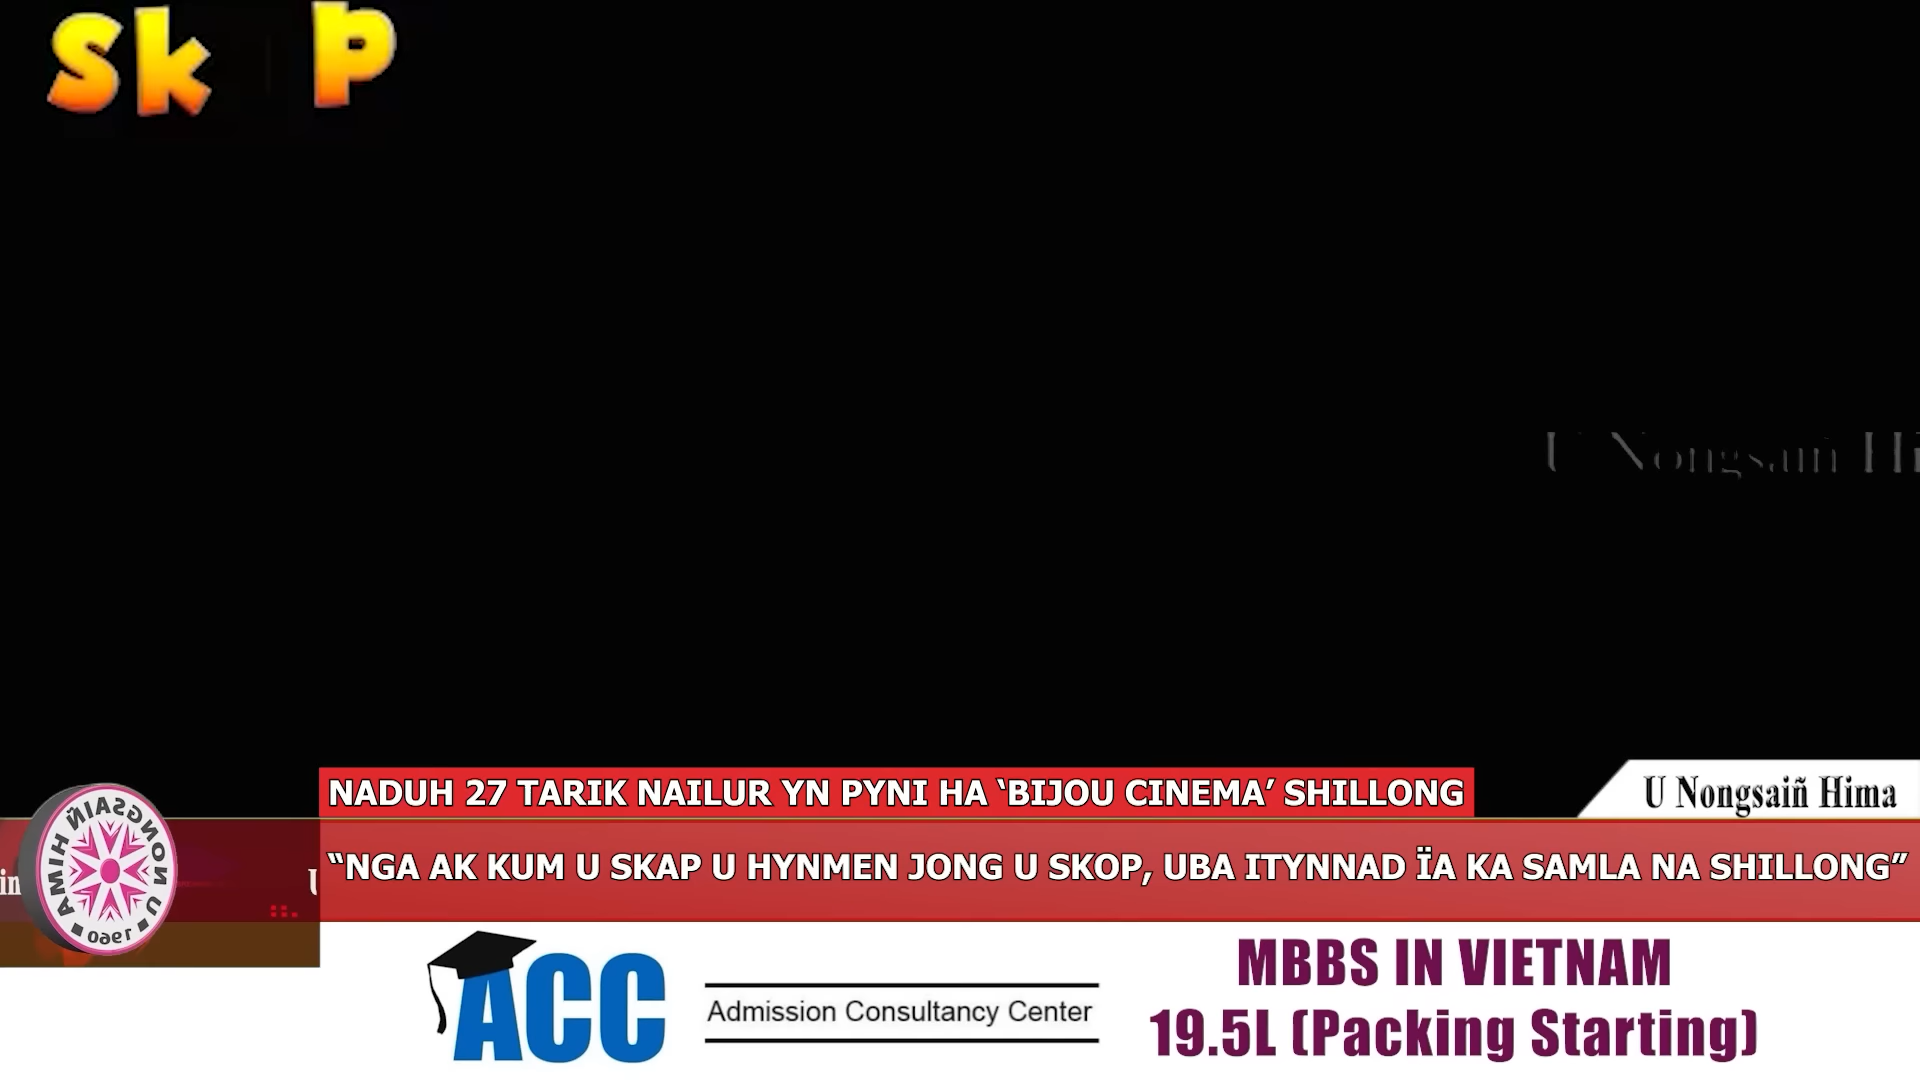 Sk p
U Nongsaiñ Hi
NADUH 27 TARIK NAILUR YN PYNI HA ‘BIJOU CINEMA’ SHILLONG
U Nongsaiñ Hima
“NGA AK KUM U SKAP U HYNMEN JONG U SKOP, UBA ITYNNAD ÏA KA SAMLA NA SHILLONG”
U NONGSAIÑ HIMA
1960
ACC
Admission Consultancy Center
MBBS IN VIETNAM
19.5L (Packing Starting)